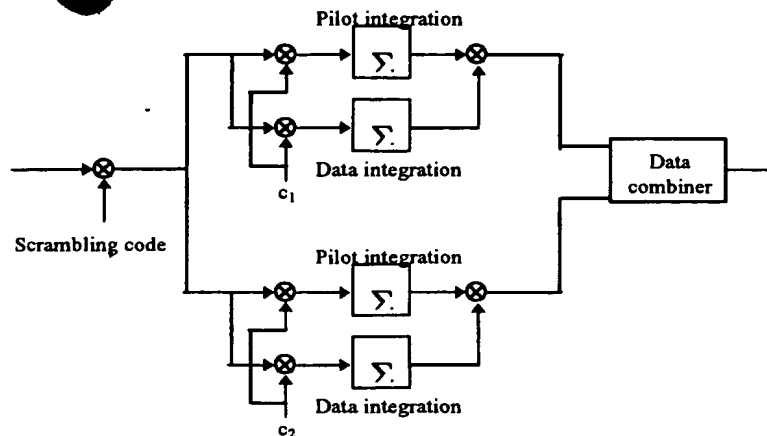 Pilot integration
Σ.
Σ.
Data integration
c1
Scrambling code
Data
combiner
Pilot integration
Σ.
Σ.
Data integration
c2